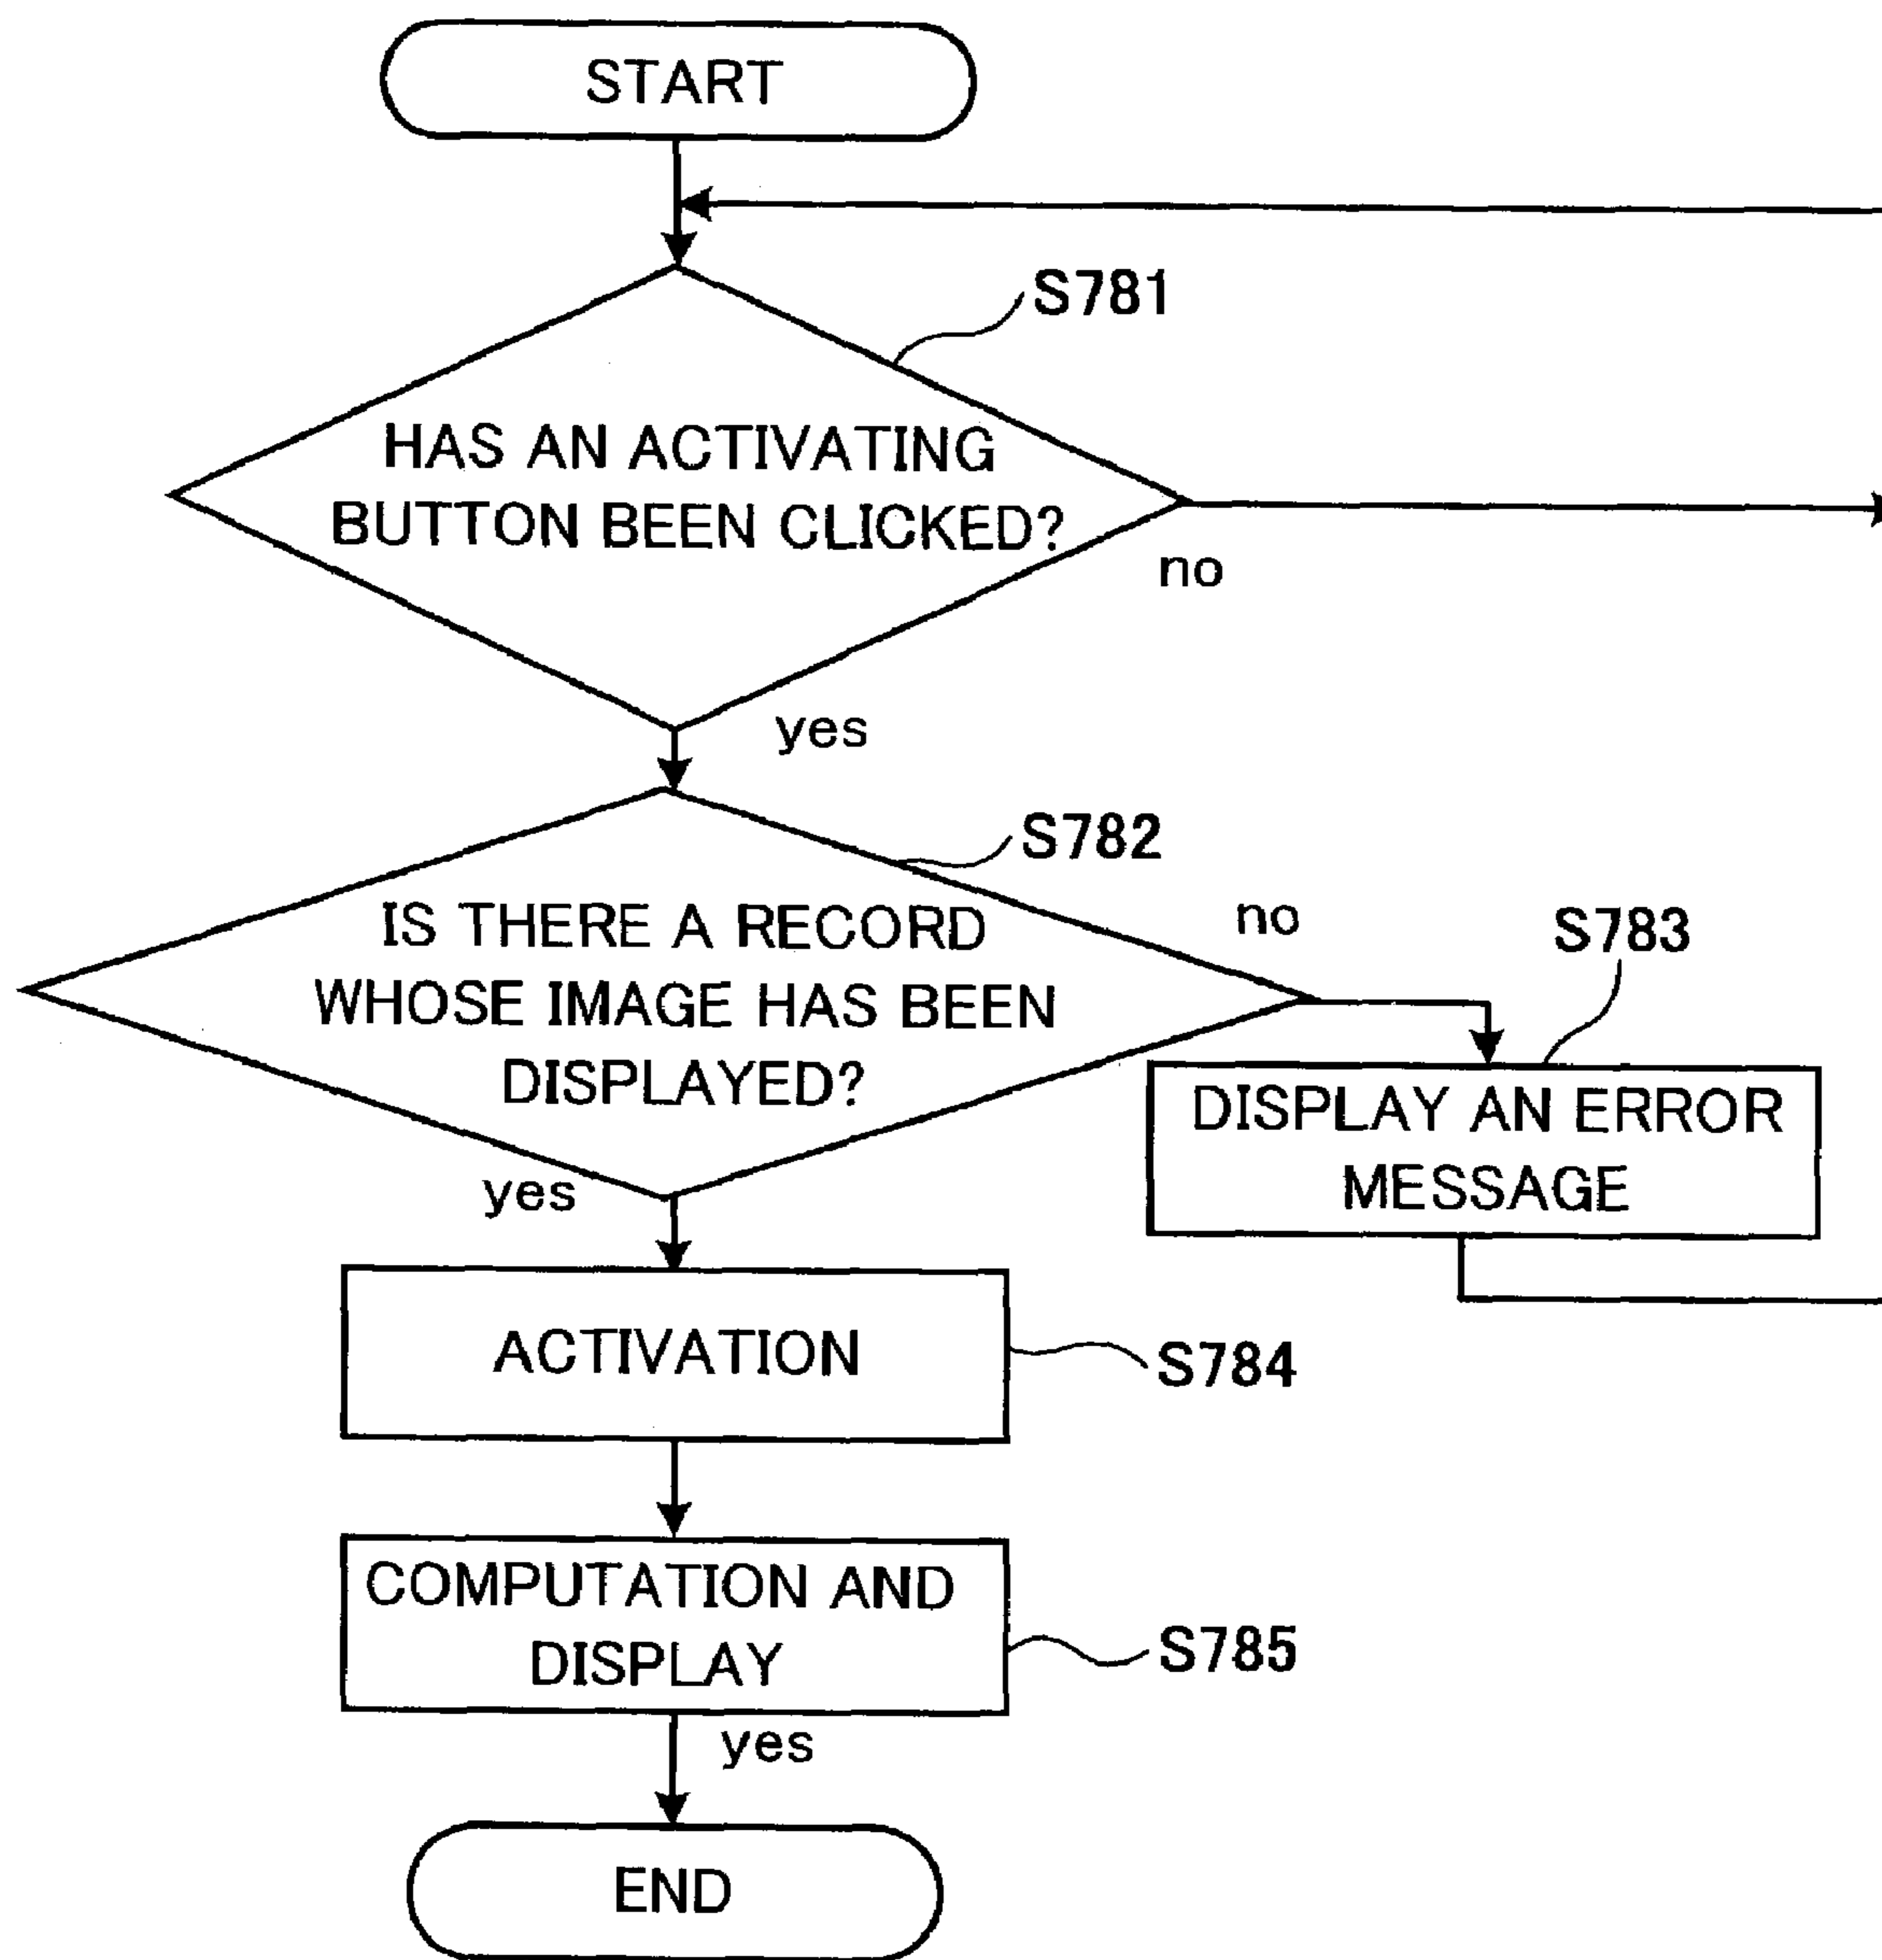 START
S781
HAS AN ACTIVATING
BUTTON BEEN CLICKED?
no
yes
S782
IS THERE A RECORD
WHOSE IMAGE HAS BEEN
DISPLAYED?
no
S783
DISPLAY AN ERROR
MESSAGE
yes
ACTIVATION
S784
COMPUTATION AND
DISPLAY
S785
yes
END